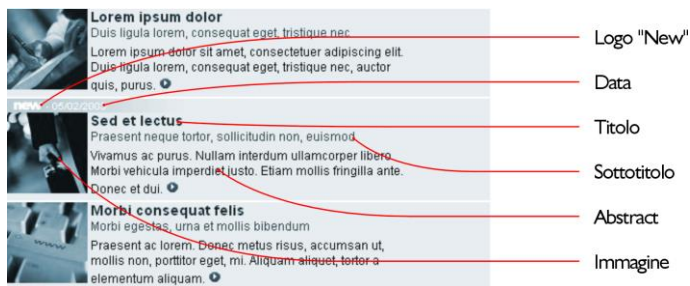 Lorem ipsum dolor
Duis ligula lorem, consequat eget, tristique nec
Lorem ipsum dolor sit amet, consectetuer adipiscing elit.
Duis ligula lorem, consequat eget, tristique nec, auctor
quis, purus.
new - 05/02/200
Sed et lectus
Praesent neque tortor, sollicitudin non, euismod
Vivamus ac purus. Nullam interdum ullamcorper libero.
Morbi vehicula imperdiet justo. Etiam mollis fringilla ante.
Donec et dui.
Morbi consequat felis
Morbi egestas, urna et mollis bibendum
Praesent ac lorem. Donec metus risus, accumsan ut,
mollis non, porttitor eget, mi. Aliquam aliquet, tortor a
elementum aliquam.
www
Logo "New"
Data
Titolo
Sottotitolo
Abstract
Immagine